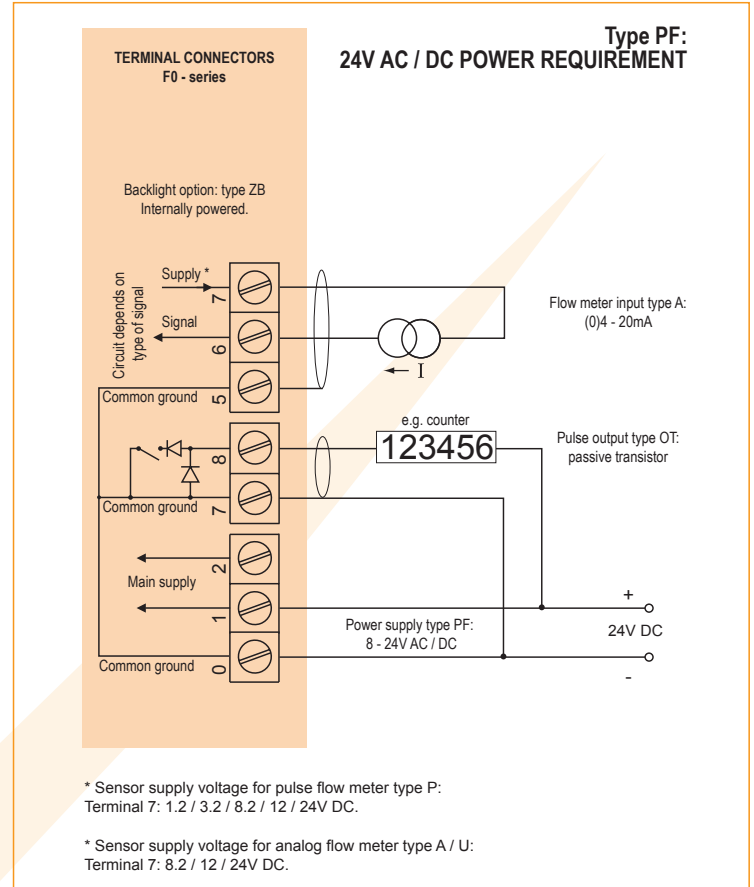 Type PF:
24V AC / DC POWER REQUIREMENT
TERMINAL CONNECTORS
F0 - series
Backlight option: type ZB
Internally powered.
Circuit depends on
type of signal
Supply *
7
Signal
6
Common ground
5
I
Flow meter input type A:
(0)4 - 20mA
e.g. counter
123456
Pulse output type OT:
passive transistor
8
Common ground
7
2
Main supply
1
Power supply type PF:
8 - 24V AC / DC
+
24V DC
-
Common ground
0
* Sensor supply voltage for pulse flow meter type P:
Terminal 7: 1.2 / 3.2 / 8.2 / 12 / 24V DC.
* Sensor supply voltage for analog flow meter type A / U:
Terminal 7: 8.2 / 12 / 24V DC.